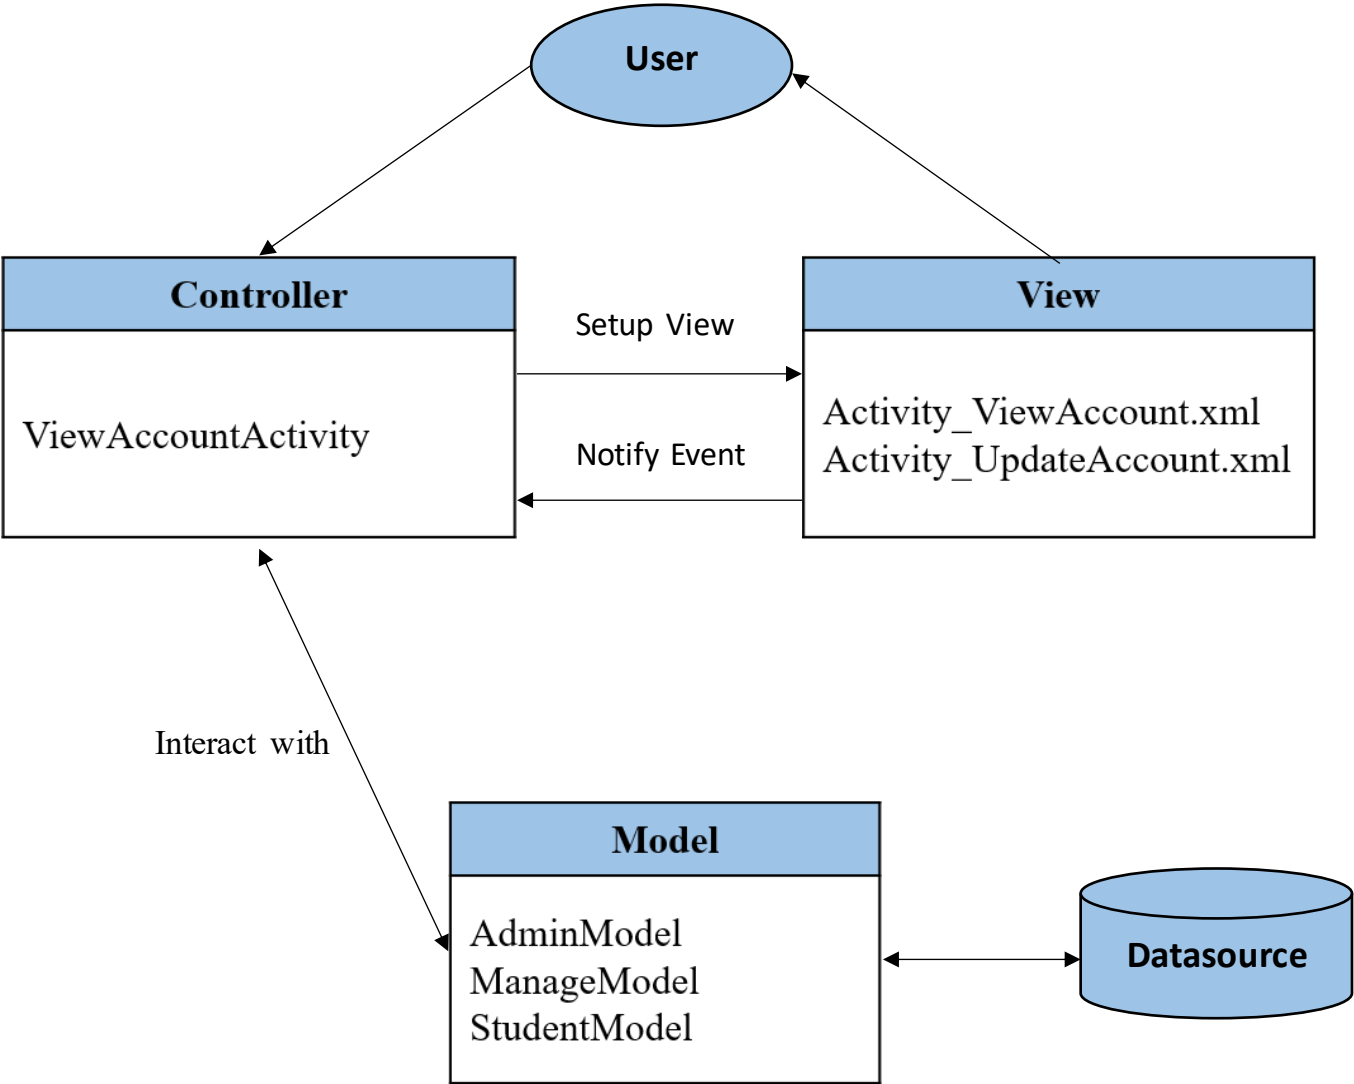 User
Controller
View
Setup View
ViewAccountActivity
Activity_ViewAccount.xml
Activity_UpdateAccount.xml
Notify Event
Interact with
Model
AdminModel
ManageModel
StudentModel
Datasource